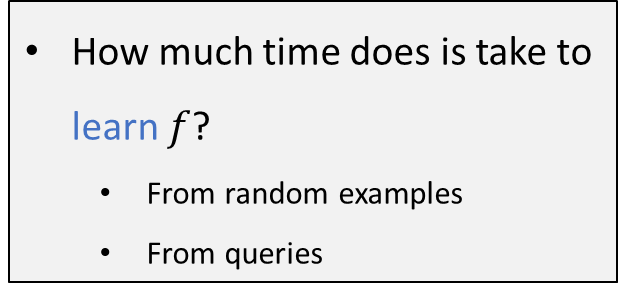 • How much time does is take to
learn f?
• From random examples
• From queries